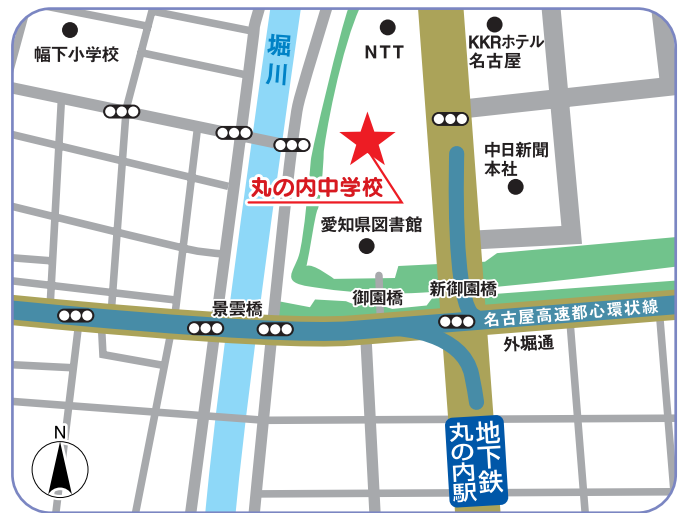 幅下小学校
堀川
NTT
KKRホテル
名古屋
中日新聞
本社
丸の内中学校
愛知県図書館
景雲橋
御園橋
新御園橋
名古屋高速都心環状線
外堀通
地下鉄
丸の内駅
N